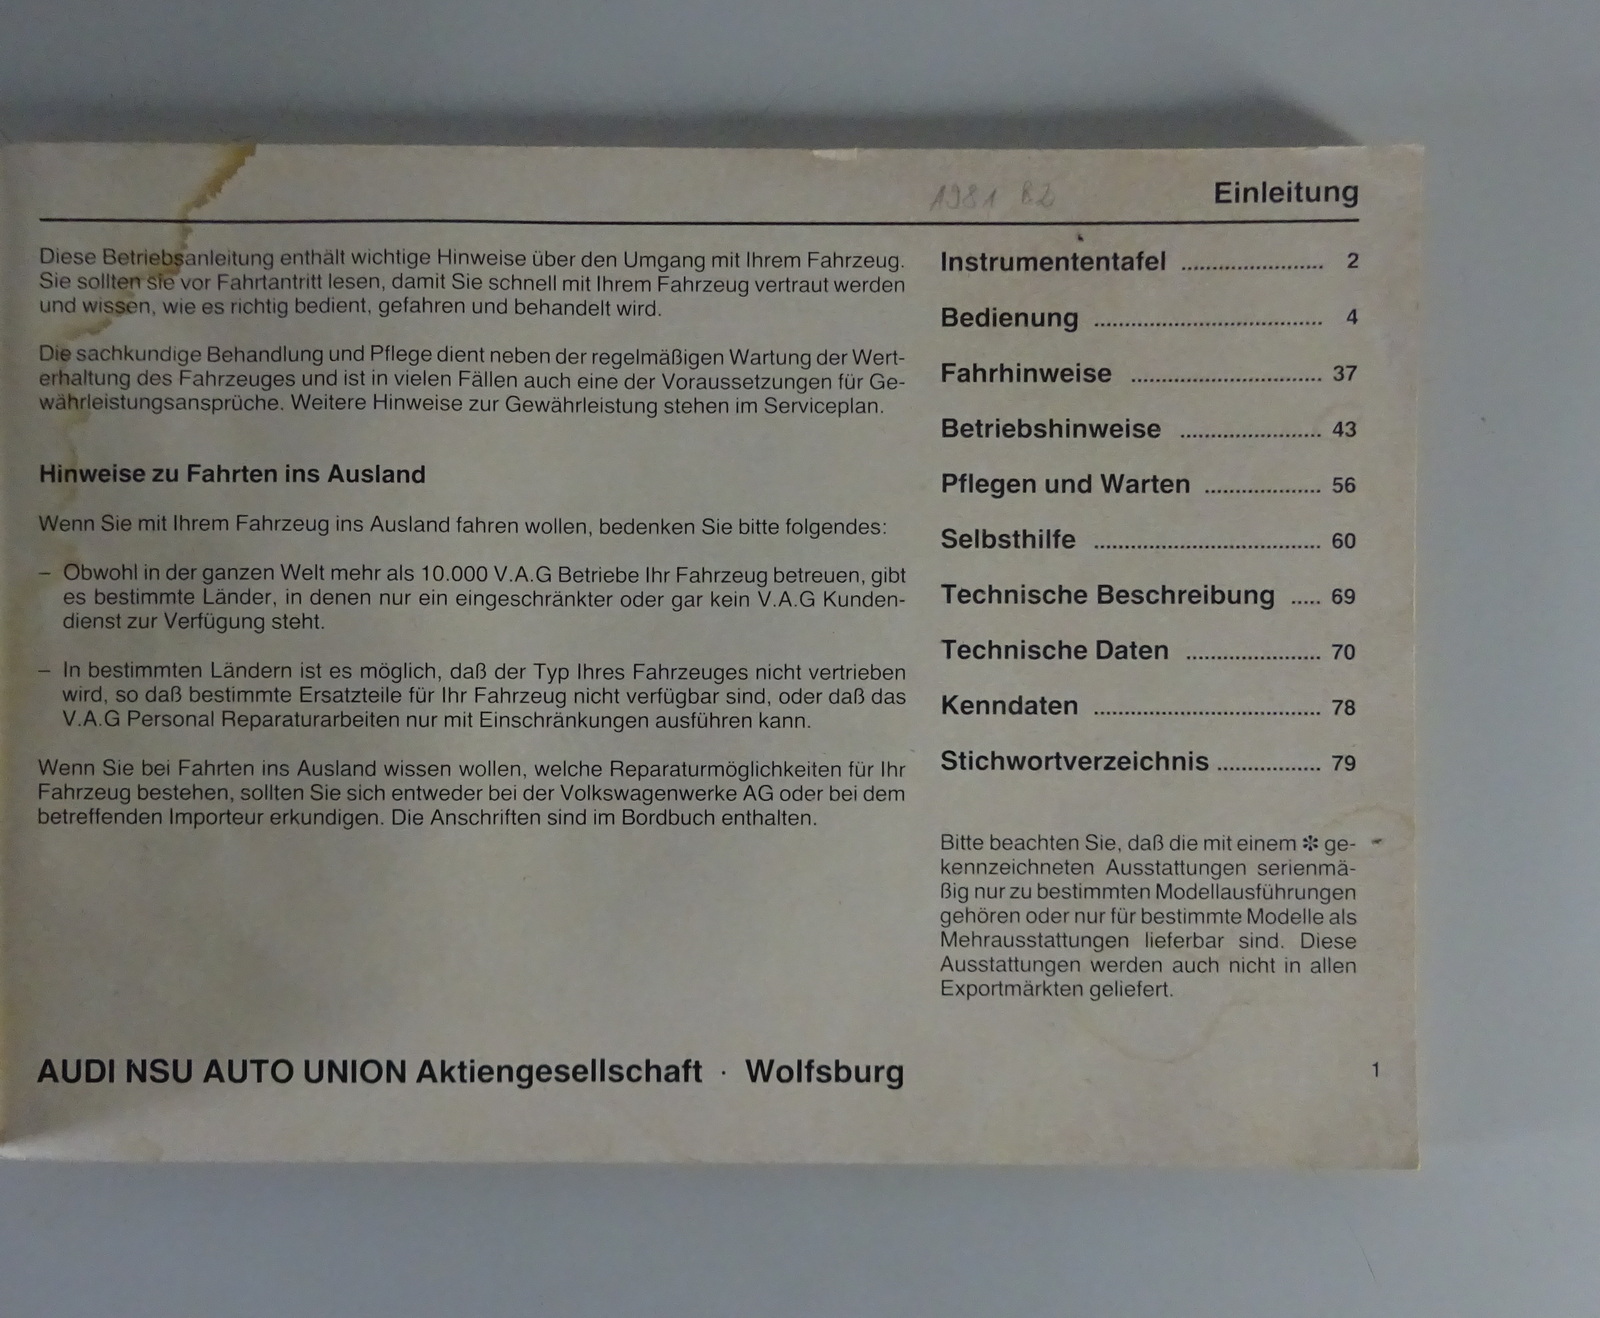 1981 B2
Einleitung
Diese Betriebsanleitung enthält wichtige Hinweise über den Umgang mit Ihrem Fahrzeug.
Sie sollten sie vor Fahrtantritt lesen, damit Sie schnell mit Ihrem Fahrzeug vertraut werden
und wissen, wie es richtig bedient, gefahren und behandelt wird.
Die sachkundige Behandlung und Pflege dient neben der regelmäßigen Wartung der Wert-
erhaltung des Fahrzeuges und ist in vielen Fällen auch eine der Voraussetzungen für Ge-
währleistungsansprüche. Weitere Hinweise zur Gewährleistung stehen im Serviceplan.
Hinweise zu Fahrten ins Ausland
Wenn Sie mit Ihrem Fahrzeug ins Ausland fahren wollen, bedenken Sie bitte folgendes:
– Obwohl in der ganzen Welt mehr als 10.000 V.A.G Betriebe Ihr Fahrzeug betreuen, gibt
es bestimmte Länder, in denen nur ein eingeschränkter oder gar kein V.A.G Kunden-
dienst zur Verfügung steht.
– In bestimmten Ländern ist es möglich, daß der Typ Ihres Fahrzeuges nicht vertrieben
wird, so daß bestimmte Ersatzteile für Ihr Fahrzeug nicht verfügbar sind, oder daß das
V.A.G Personal Reparaturarbeiten nur mit Einschränkungen ausführen kann.
Wenn Sie bei Fahrten ins Ausland wissen wollen, welche Reparaturmöglichkeiten für Ihr
Fahrzeug bestehen, sollten Sie sich entweder bei der Volkswagenwerke AG oder bei dem
betreffenden Importeur erkundigen. Die Anschriften sind im Bordbuch enthalten.
Instrumententafel ....................... 2
Bedienung ..................................... 4
Fahrhinweise ............................... 37
Betriebshinweise ....................... 43
Pflegen und Warten ................... 56
Selbsthilfe ..................................... 60
Technische Beschreibung ..... 69
Technische Daten ...................... 70
Kenndaten ..................................... 78
Stichwortverzeichnis ................. 79
Bitte beachten Sie, daß die mit einem ✻ ge-
kennzeichneten Ausstattungen serienmä-
ßig nur zu bestimmten Modellausführungen
gehören oder nur für bestimmte Modelle als
Mehrausstattungen lieferbar sind. Diese
Ausstattungen werden auch nicht in allen
Exportmärkten geliefert.
AUDI NSU AUTO UNION Aktiengesellschaft · Wolfsburg
1